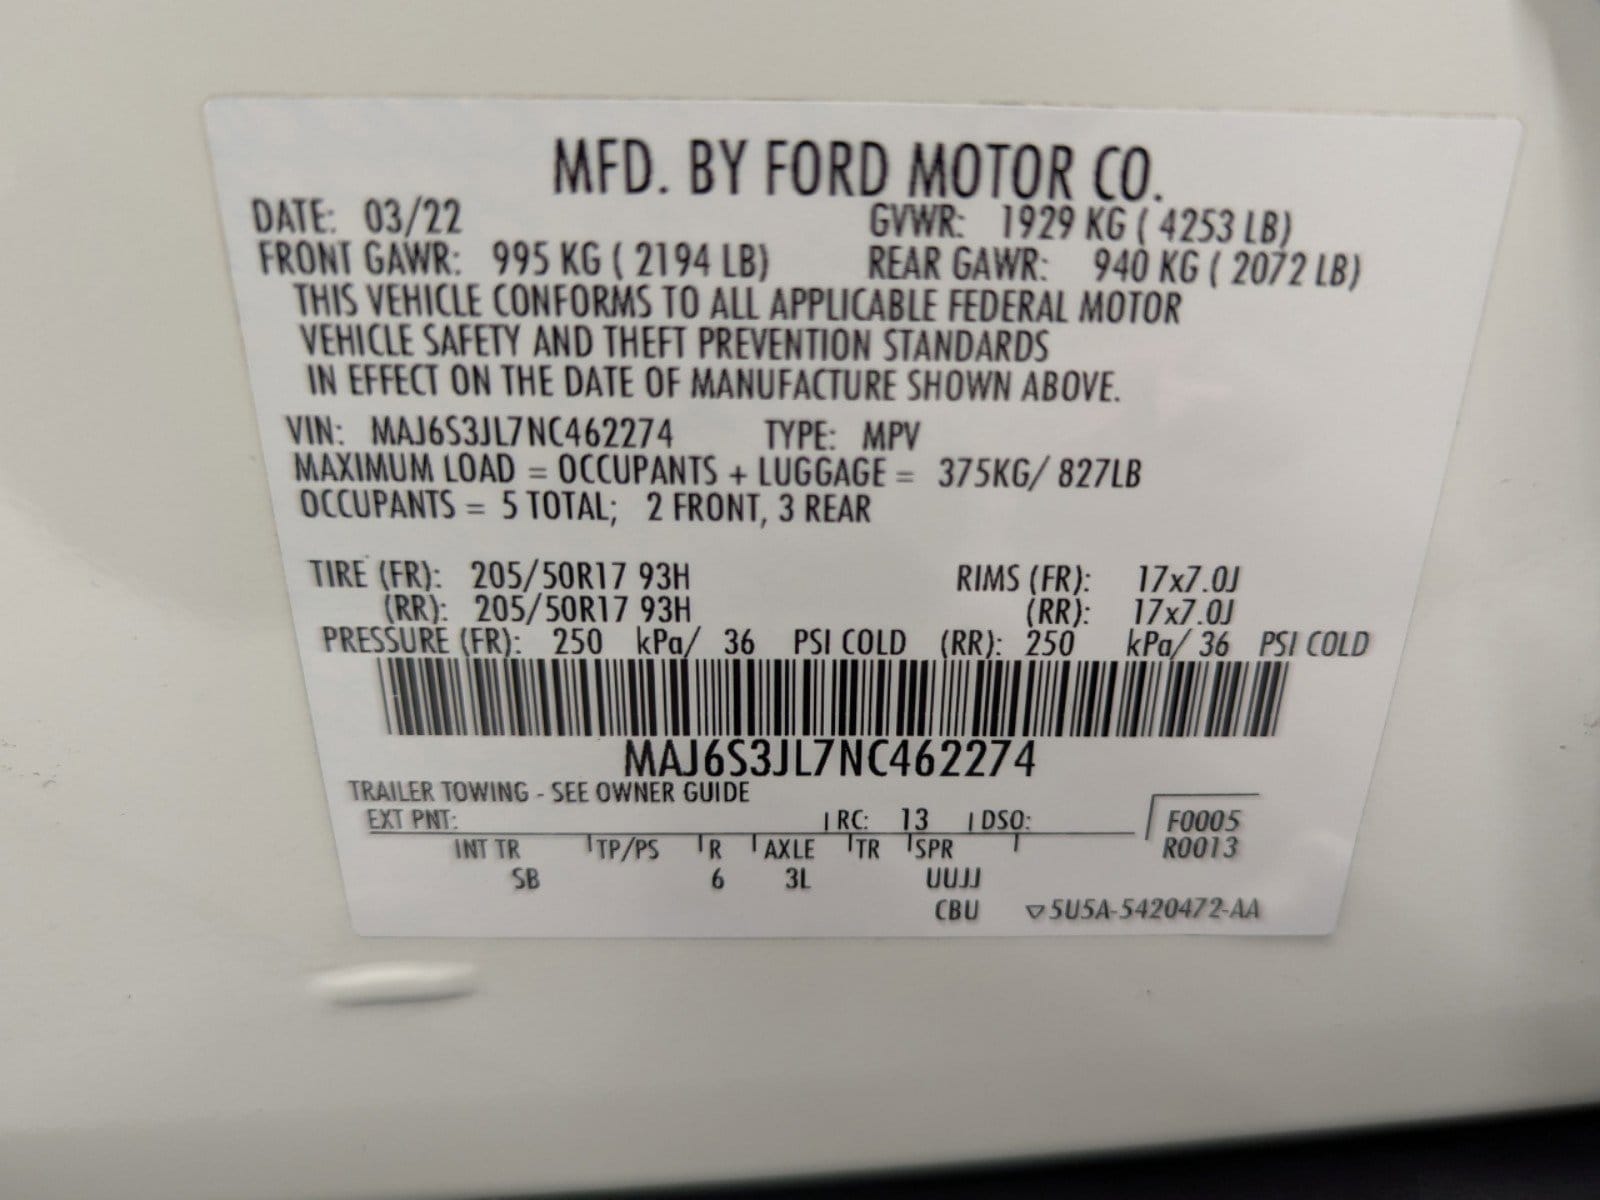 MFD. BY FORD MOTOR CO.
DATE: 03/22 GVWR: 1929 KG ( 4253 LB)
FRONT GAWR: 995 KG ( 2194 LB) REAR GAWR: 940 KG ( 2072 LB)
THIS VEHICLE CONFORMS TO ALL APPLICABLE FEDERAL MOTOR
VEHICLE SAFETY AND THEFT PREVENTION STANDARDS
IN EFFECT ON THE DATE OF MANUFACTURE SHOWN ABOVE.
VIN: MAJ6S3JL7NC462274 TYPE: MPV
MAXIMUM LOAD = OCCUPANTS + LUGGAGE = 375KG/ 827LB
OCCUPANTS = 5 TOTAL; 2 FRONT, 3 REAR
TIRE (FR): 205/50R17 93H RIMS (FR): 17x7.0J
(RR): 205/50R17 93H (RR): 17x7.0J
PRESSURE (FR): 250 kPa/ 36 PSI COLD (RR): 250 kPa/ 36 PSI COLD
MAJ6S3JL7NC462274
TRAILER TOWING - SEE OWNER GUIDE
EXT PNT: RC: 13 DSO: F0005
INT TR TP/PS R AXLE TR SPR R0013
SB 6 3L UUJJ
CBU ▽5U5A-5420472-AA